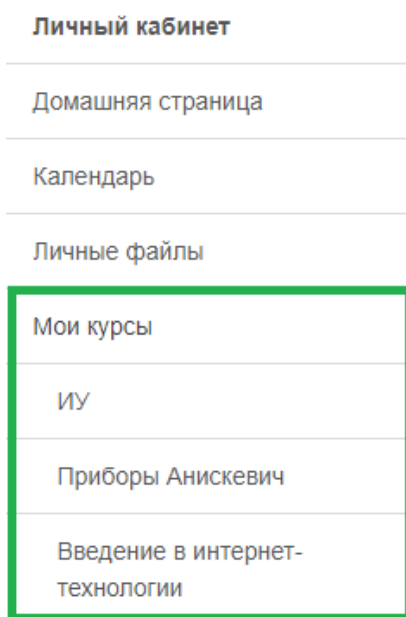 Личный кабинет
Домашняя страница
Календарь
Личные файлы
Мои курсы
ИУ
Приборы Анискевич
Введение в интернет-
технологии